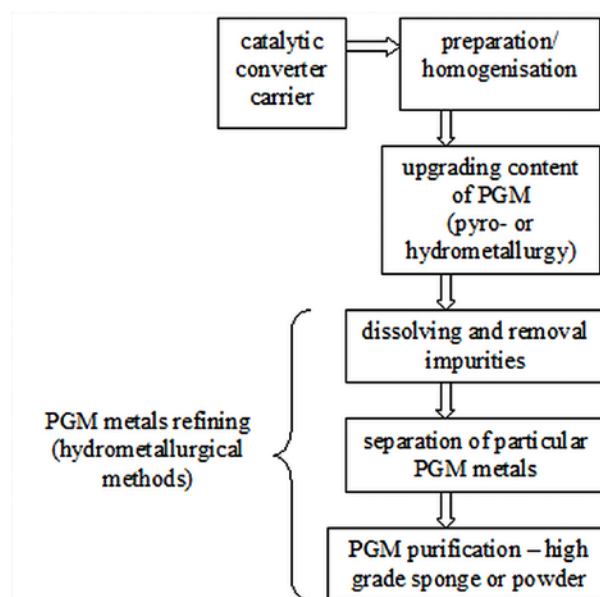 catalytic
converter
carrier
preparation/
homogenisation
upgrading content
of PGM
(pyro- or
hydrometallurgy)
dissolving and removal
impurities
PGM metals refining
(hydrometallurgical
methods)
separation of particular
PGM metals
PGM purification – high
grade sponge or powder